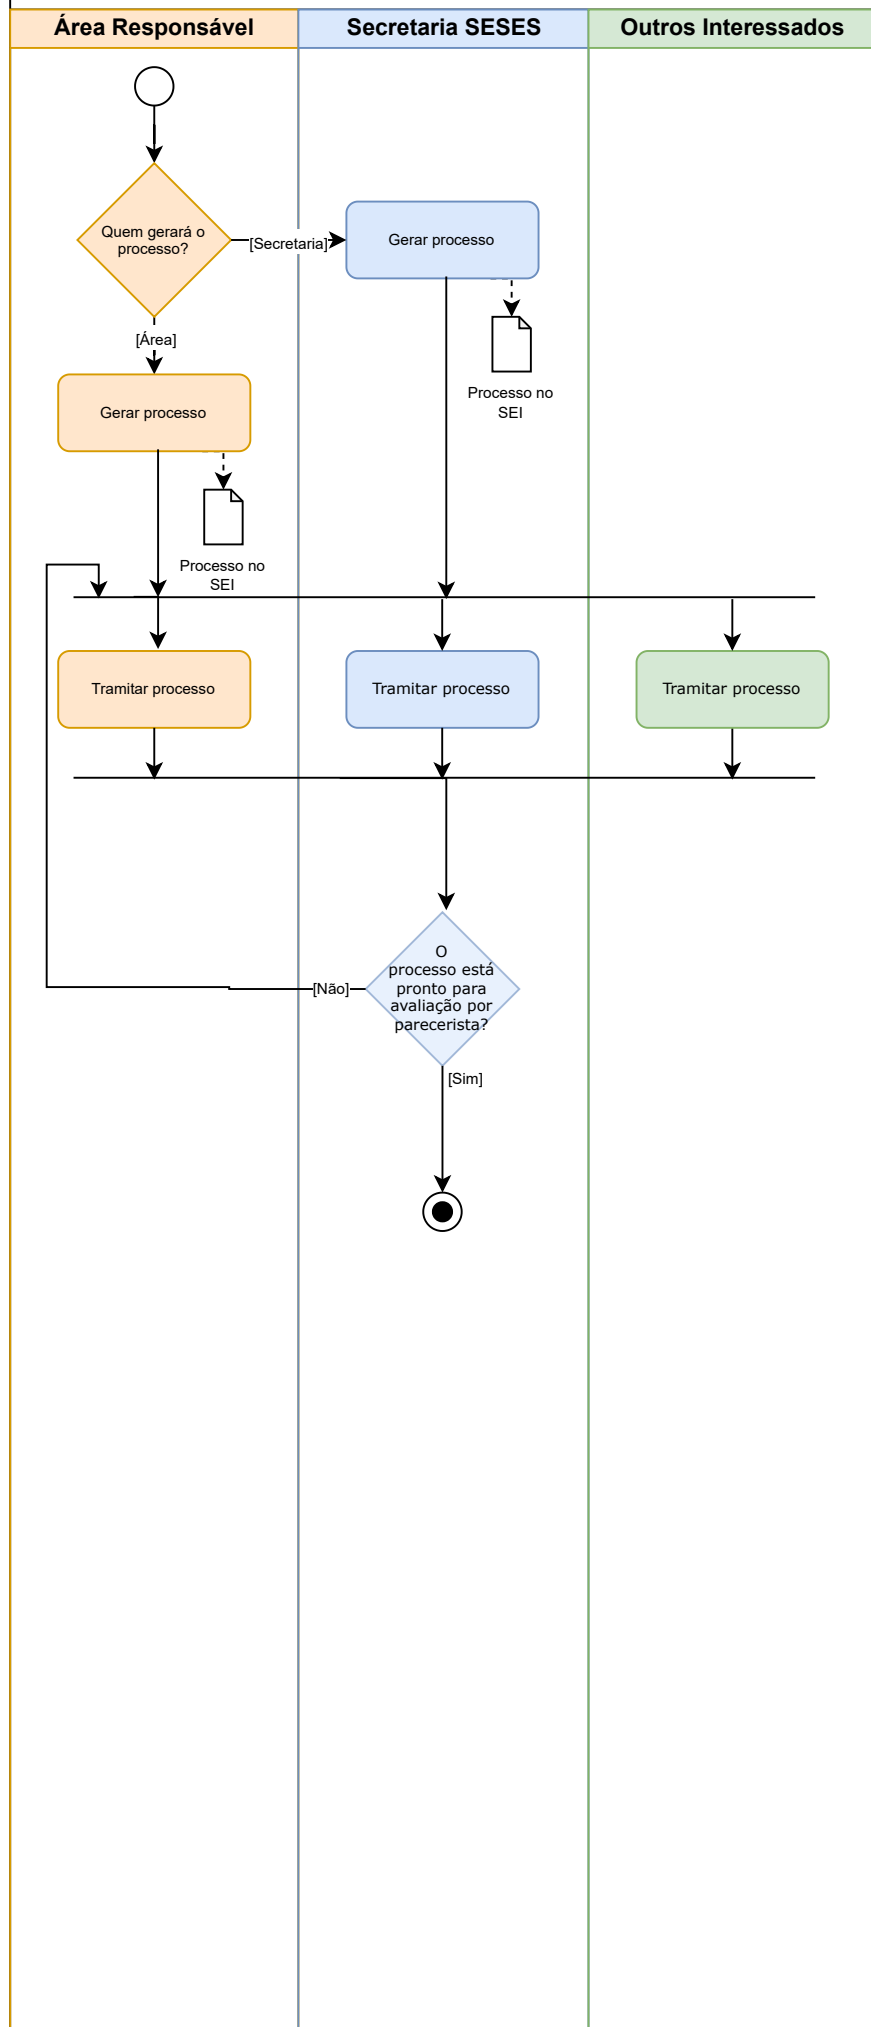 Área Responsável
Secretaria SESES
Outros Interessados
Quem gerará o
processo?
[Secretaria]
Gerar processo
[Área]
Processo no
SEI
Gerar processo
Processo no
SEI
Tramitar processo
Tramitar processo
Tramitar processo
O
processo está
pronto para
avaliação por
parecerista?
[Não]
[Sim]